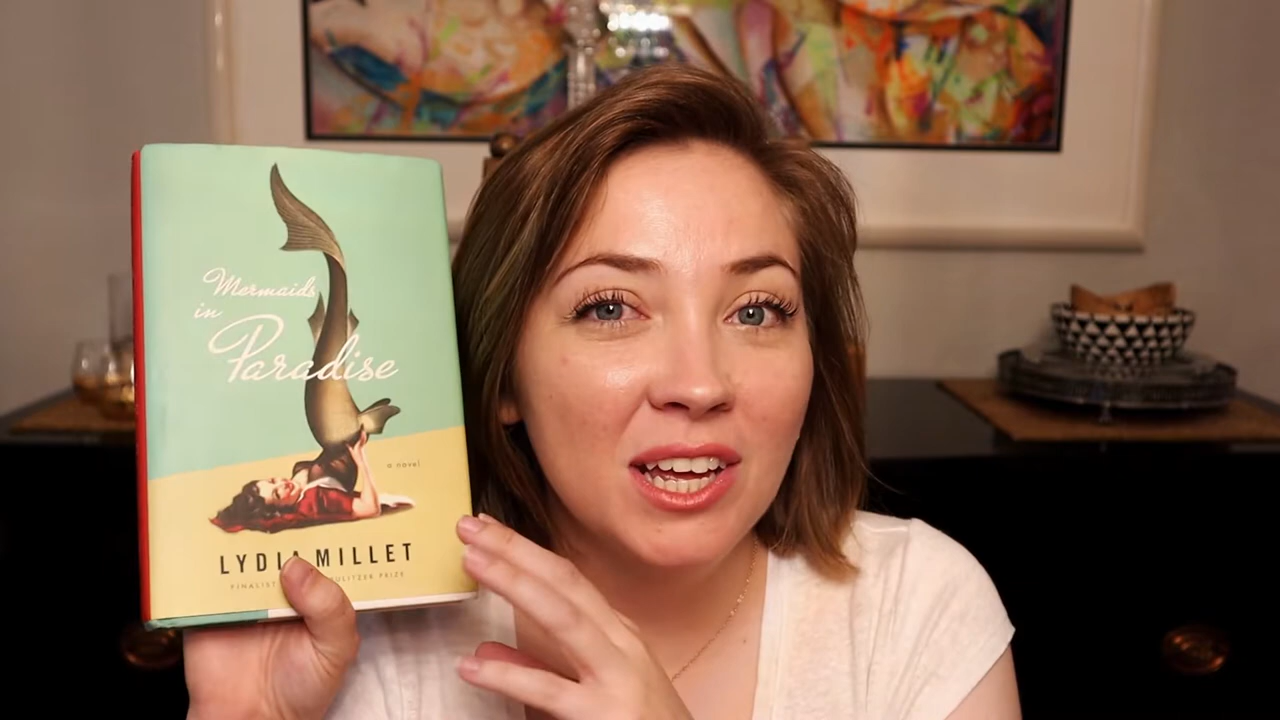 Mermaids
in
Paradise
a novel
LYDIA MILLET
FINALIST PULITZER PRIZE